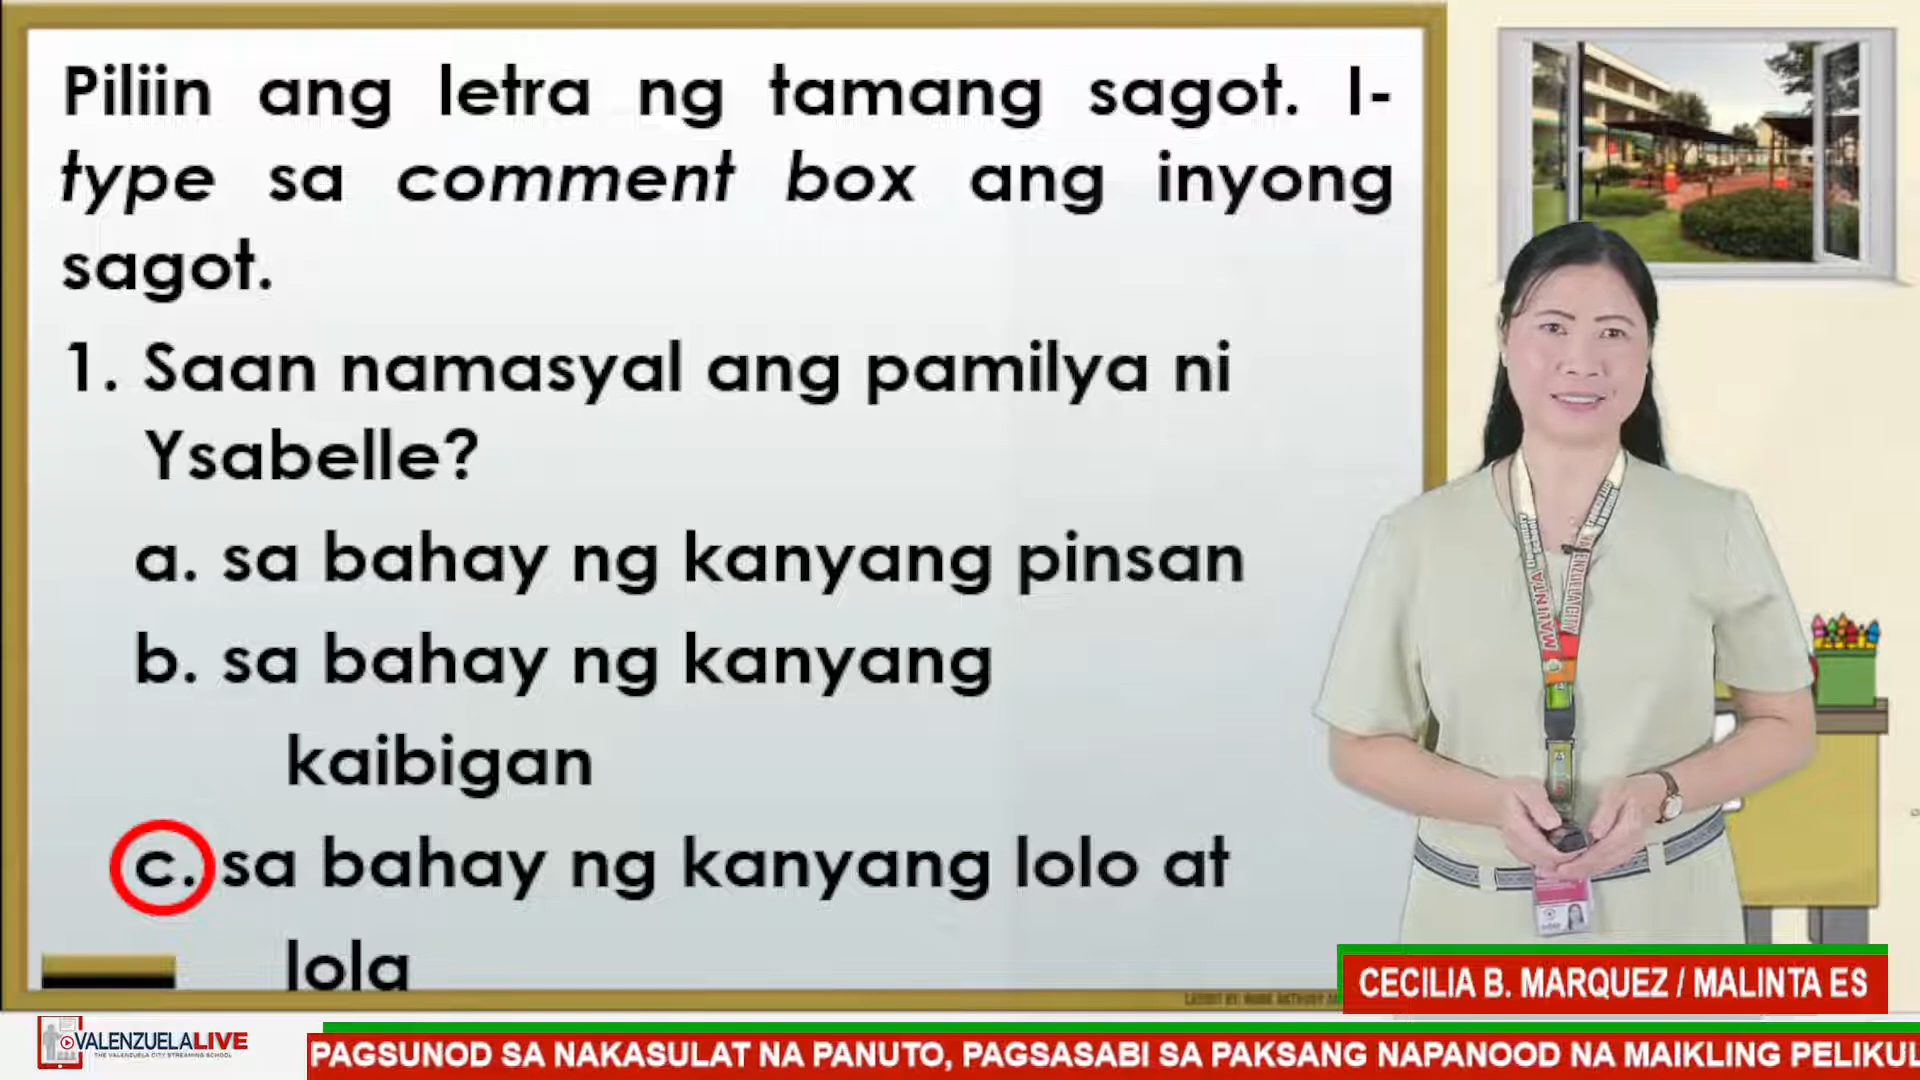 Piliin ang letra ng tamang sagot. I-
type sa comment box ang inyong
sagot.
1. Saan namasyal ang pamilya ni
Ysabelle?
a. sa bahay ng kanyang pinsan
b. sa bahay ng kanyang
kaibigan
c. sa bahay ng kanyang lolo at
lola
MALINTA
VALENZUELA CITY
CECILIA B. MARQUEZ / MALINTA ES
VALENZUELALIVE
THE VALENZUELA CITY STREAMING SCHOOL
PAGSUNOD SA NAKASULAT NA PANUTO, PAGSASABI SA PAKSANG NAPANOOD NA MAIKLING PELIKUL